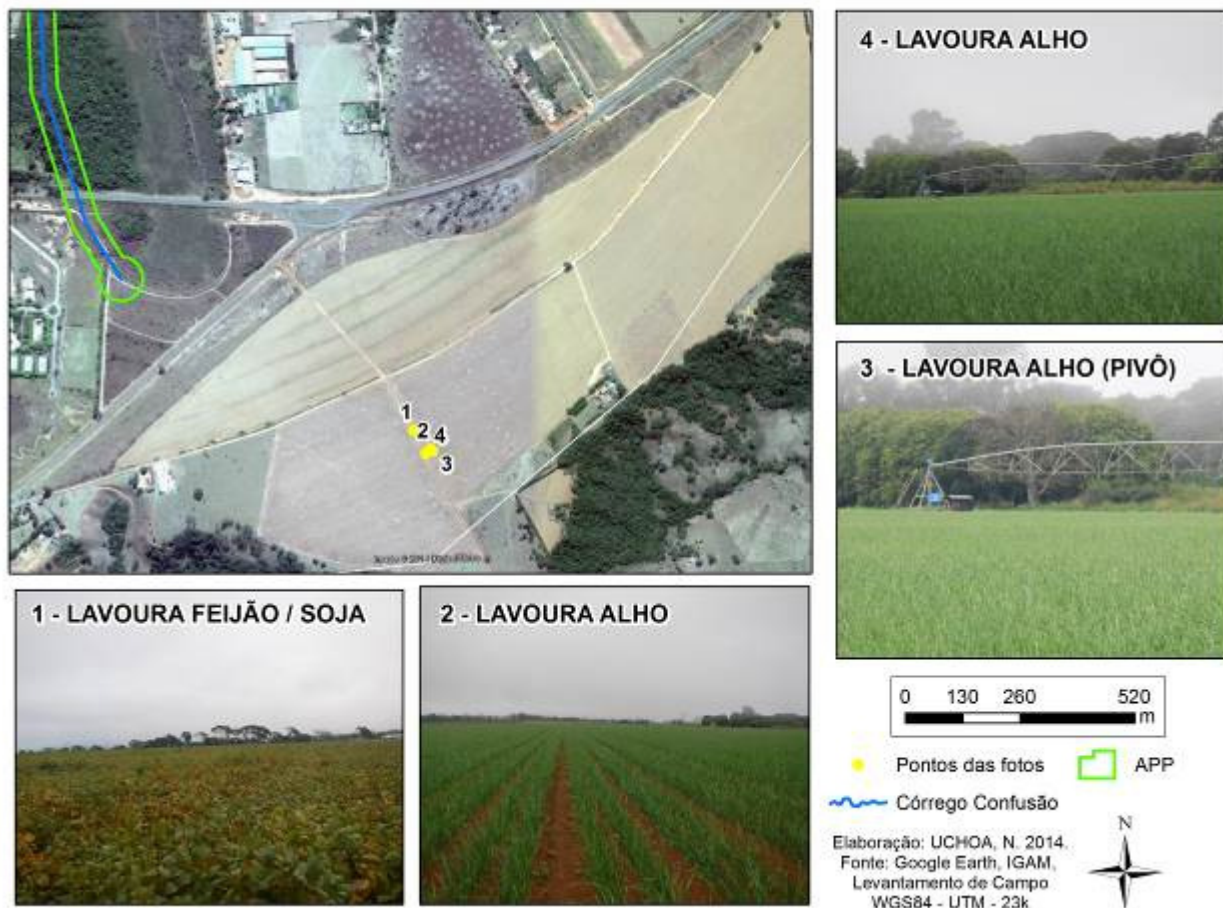 4 - LAVOURA ALHO
1
2
4
3
3 - LAVOURA ALHO (PIVÔ)
1 - LAVOURA FEIJÃO / SOJA
2 - LAVOURA ALHO
0 130 260 520
m
Pontos das fotos
APP
Córrego Confusão
Elaboração: UCHOA, N. 2014.
Fonte: Google Earth, IGAM,
Levantamento de Campo
WGS84 - UTM - 23k
N